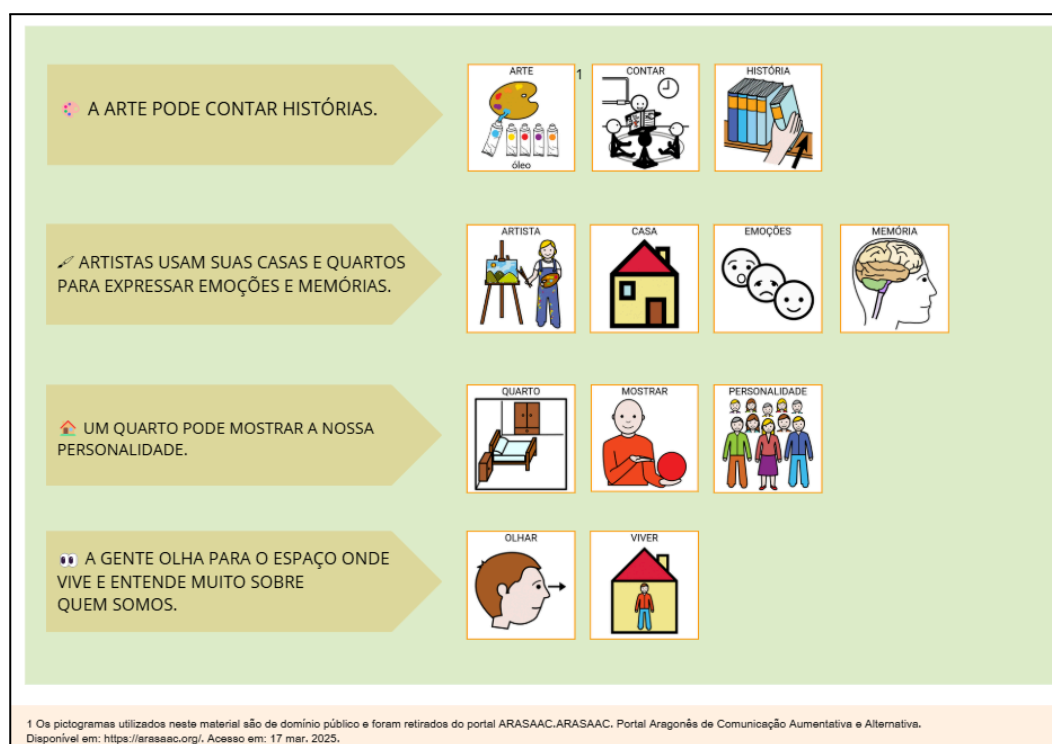 🎨 A ARTE PODE CONTAR HISTÓRIAS.
ARTE
óleo
1
CONTAR
HISTÓRIA
🖌 ARTISTAS USAM SUAS CASAS E QUARTOS
PARA EXPRESSAR EMOÇÕES E MEMÓRIAS.
ARTISTA
CASA
EMOÇÕES
MEMÓRIA
🏠 UM QUARTO PODE MOSTRAR A NOSSA
PERSONALIDADE.
QUARTO
MOSTRAR
PERSONALIDADE
👀 A GENTE OLHA PARA O ESPAÇO ONDE
VIVE E ENTENDE MUITO SOBRE
QUEM SOMOS.
OLHAR
VIVER
1 Os pictogramas utilizados neste material são de domínio público e foram retirados do portal ARASAAC.ARASAAC. Portal Aragonês de Comunicação Aumentativa e Alternativa.
Disponível em: https://arasaac.org/. Acesso em: 17 mar. 2025.